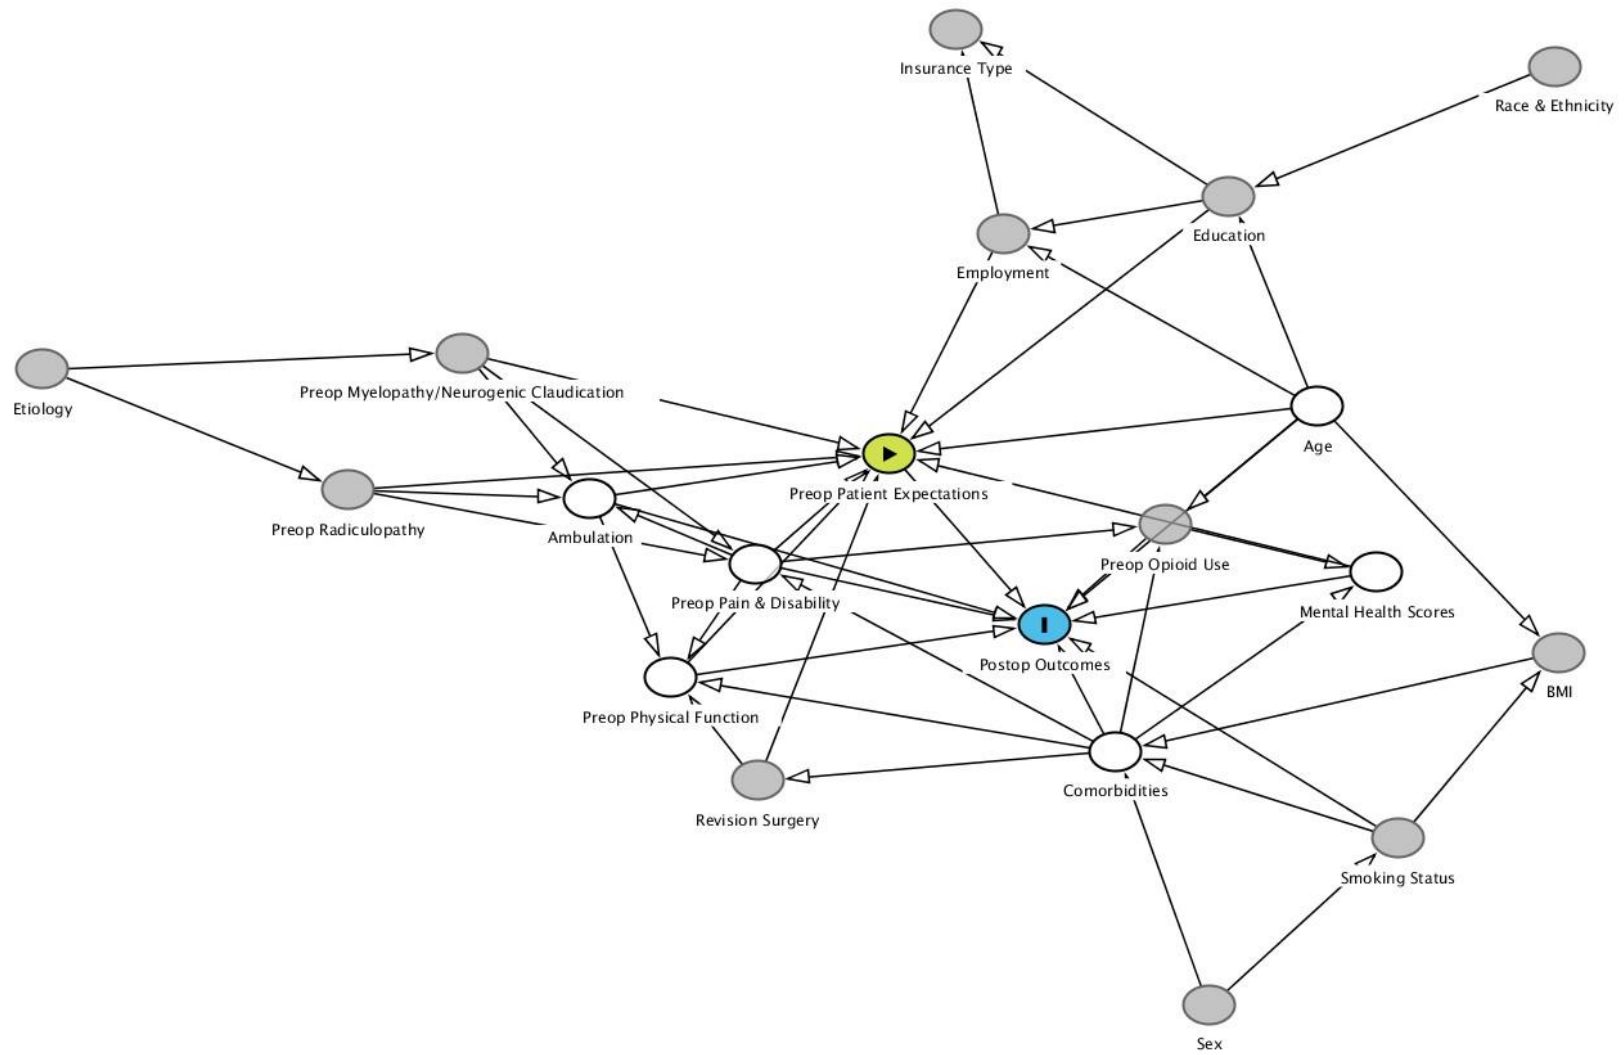 Insurance Type
Race & Ethnicity
Education
Employment
Preop Myelopathy/Neurogenic Claudication
Etiology
Age
Preop Patient Expectations
Preop Radiculopathy
Ambulation
Preop Opioid Use
Preop Pain & Disability
Mental Health Scores
Postop Outcomes
BMI
Preop Physical Function
Comorbidities
Revision Surgery
Smoking Status
Sex